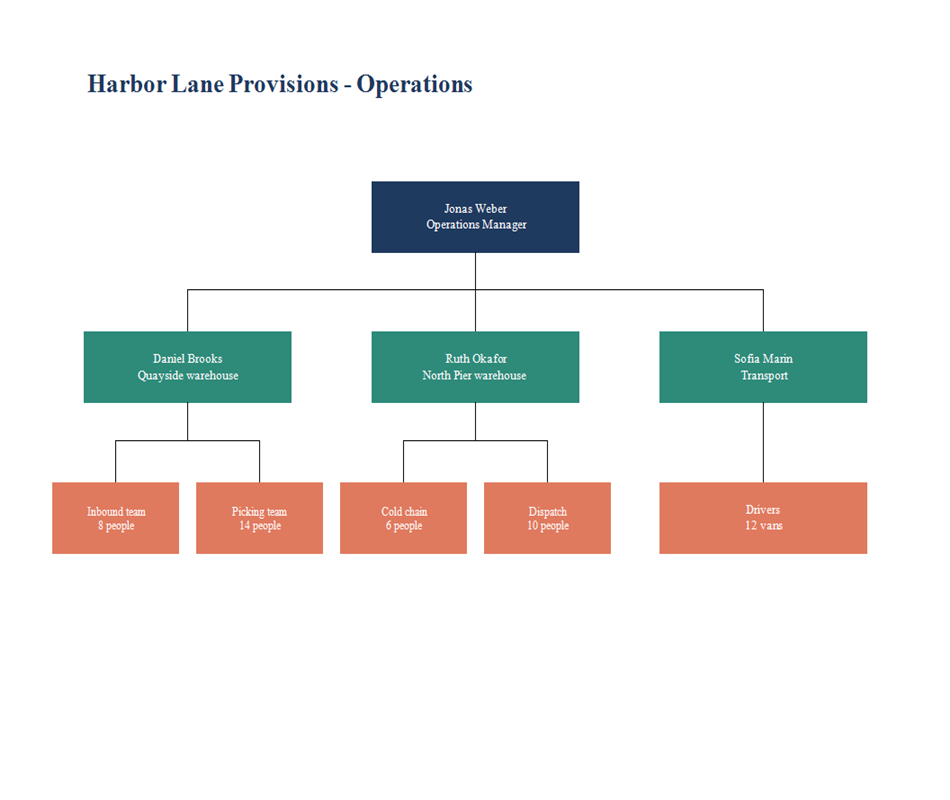 Harbor Lane Provisions - Operations
Jonas Weber
Operations Manager
Daniel Brooks
Quayside warehouse
Ruth Okafor
North Pier warehouse
Sofia Marin
Transport
Inbound team
8 people
Picking team
14 people
Cold chain
6 people
Dispatch
10 people
Drivers
12 vans